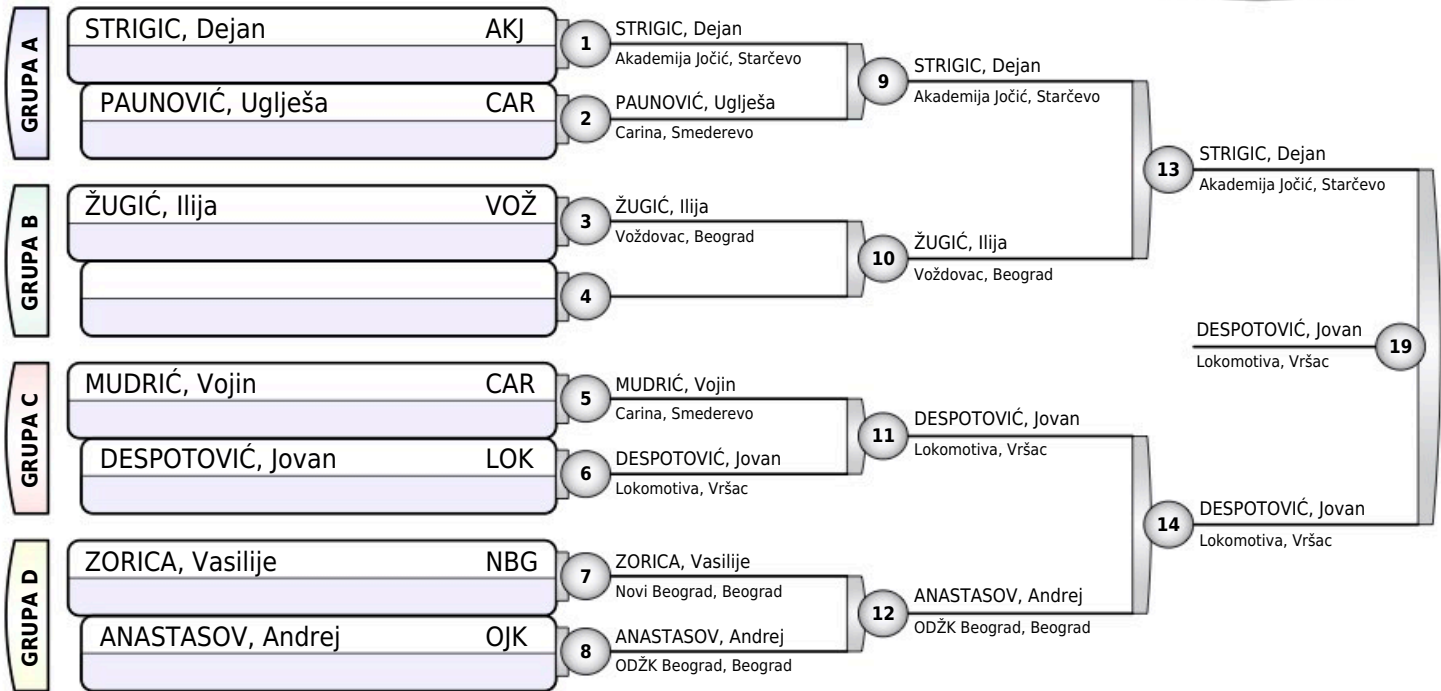 GRUPA A
STRIGIC, Dejan AKJ
PAUNOVIĆ, Uglješa CAR
1
STRIGIC, Dejan
Akademija Jočić, Starčevo
2
PAUNOVIĆ, Uglješa
Carina, Smederevo
9
STRIGIC, Dejan
Akademija Jočić, Starčevo
GRUPA B
ŽUGIĆ, Ilija VOŽ
3
ŽUGIĆ, Ilija
Voždovac, Beograd
4
10
ŽUGIĆ, Ilija
Voždovac, Beograd
13
STRIGIC, Dejan
Akademija Jočić, Starčevo
GRUPA C
MUDRIĆ, Vojin CAR
DESPOTOVIĆ, Jovan LOK
5
MUDRIĆ, Vojin
Carina, Smederevo
6
DESPOTOVIĆ, Jovan
Lokomotiva, Vršac
11
DESPOTOVIĆ, Jovan
Lokomotiva, Vršac
GRUPA D
ZORICA, Vasilije NBG
ANASTASOV, Andrej OJK
7
ZORICA, Vasilije
Novi Beograd, Beograd
8
ANASTASOV, Andrej
ODŽK Beograd, Beograd
12
ANASTASOV, Andrej
ODŽK Beograd, Beograd
14
DESPOTOVIĆ, Jovan
Lokomotiva, Vršac
DESPOTOVIĆ, Jovan
Lokomotiva, Vršac
19